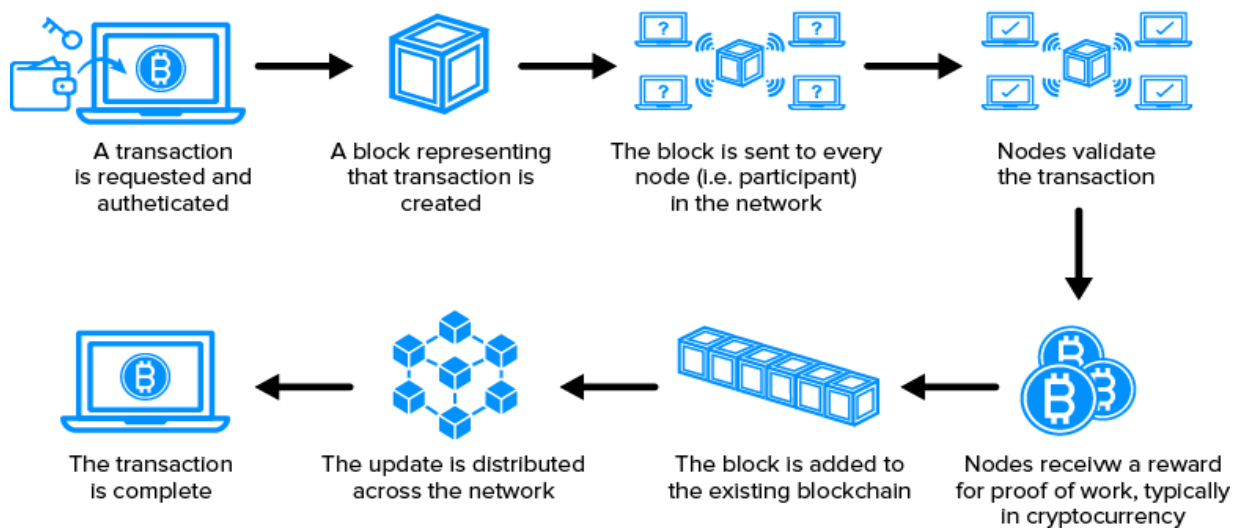 A transaction
is requested and
autheticated
A block representing
that transaction is
created
The block is sent to every
node (i.e. participant)
in the network
Nodes validate
the transaction
Nodes receivw a reward
for proof of work, typically
in cryptocurrency
The block is added to
the existing blockchain
The update is distributed
across the network
The transaction
is complete